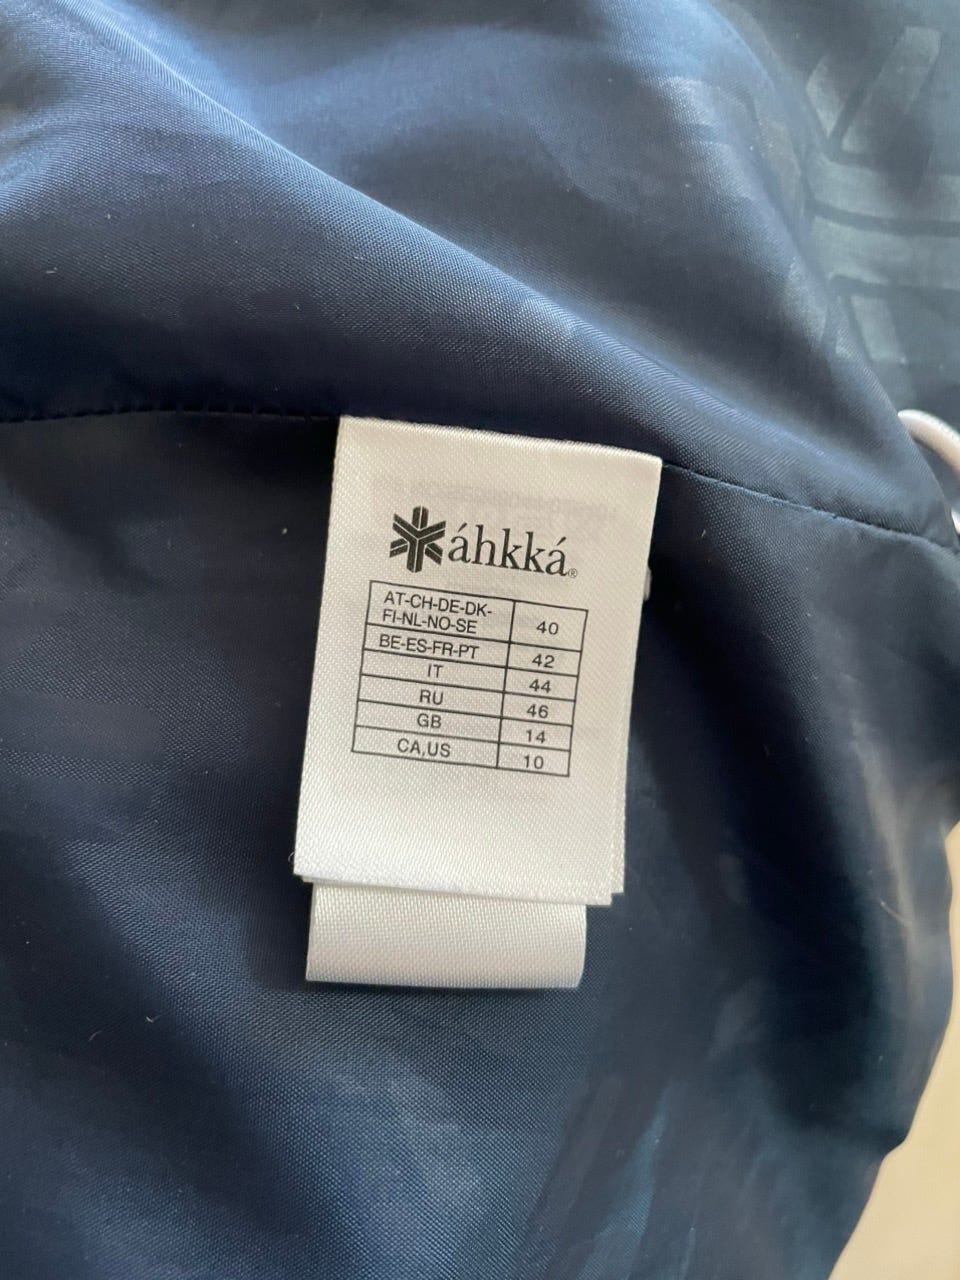 áhkká®
AT-CH-DE-DK-
FI-NL-NO-SE 40
BE-ES-FR-PT 42
IT 44
RU 46
GB 14
CA,US 10